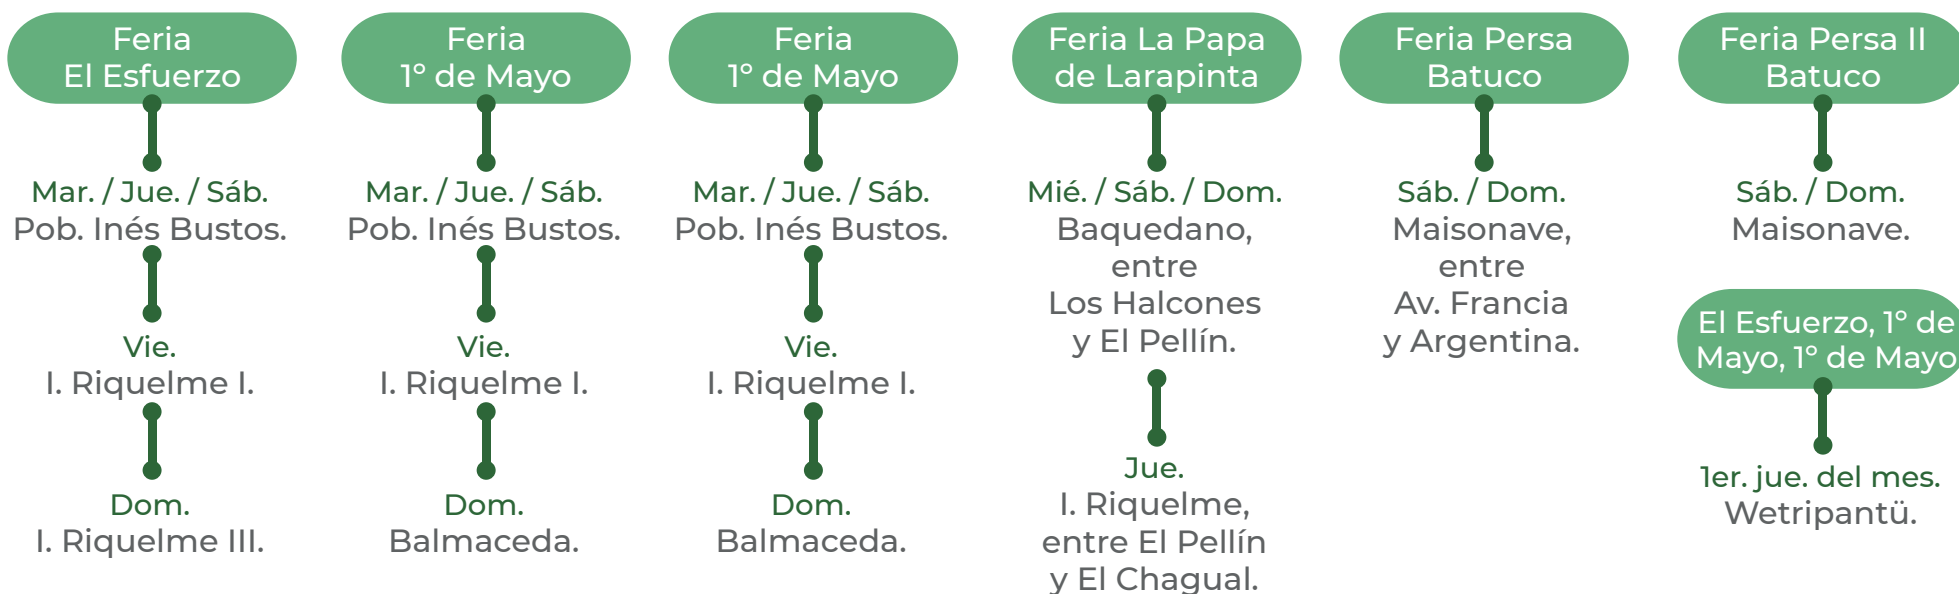 Feria
El Esfuerzo
Mar. / Jue. / Sáb.
Pob. Inés Bustos.
Vie.
I. Riquelme I.
Dom.
I. Riquelme III.
Feria
1º de Mayo
Mar. / Jue. / Sáb.
Pob. Inés Bustos.
Vie.
I. Riquelme I.
Dom.
Balmaceda.
Feria
1º de Mayo
Mar. / Jue. / Sáb.
Pob. Inés Bustos.
Vie.
I. Riquelme I.
Dom.
Balmaceda.
Feria La Papa
de Larapinta
Mié. / Sáb. / Dom.
Baquedano,
entre
Los Halcones
y El Pellín.
Jue.
I. Riquelme,
entre El Pellín
y El Chagual.
Feria Persa
Batuco
Sáb. / Dom.
Maisonave,
entre
Av. Francia
y Argentina.
Feria Persa II
Batuco
Sáb. / Dom.
Maisonave.
El Esfuerzo, 1º de
Mayo, 1º de Mayo
1er. jue. del mes.
Wetripantü.